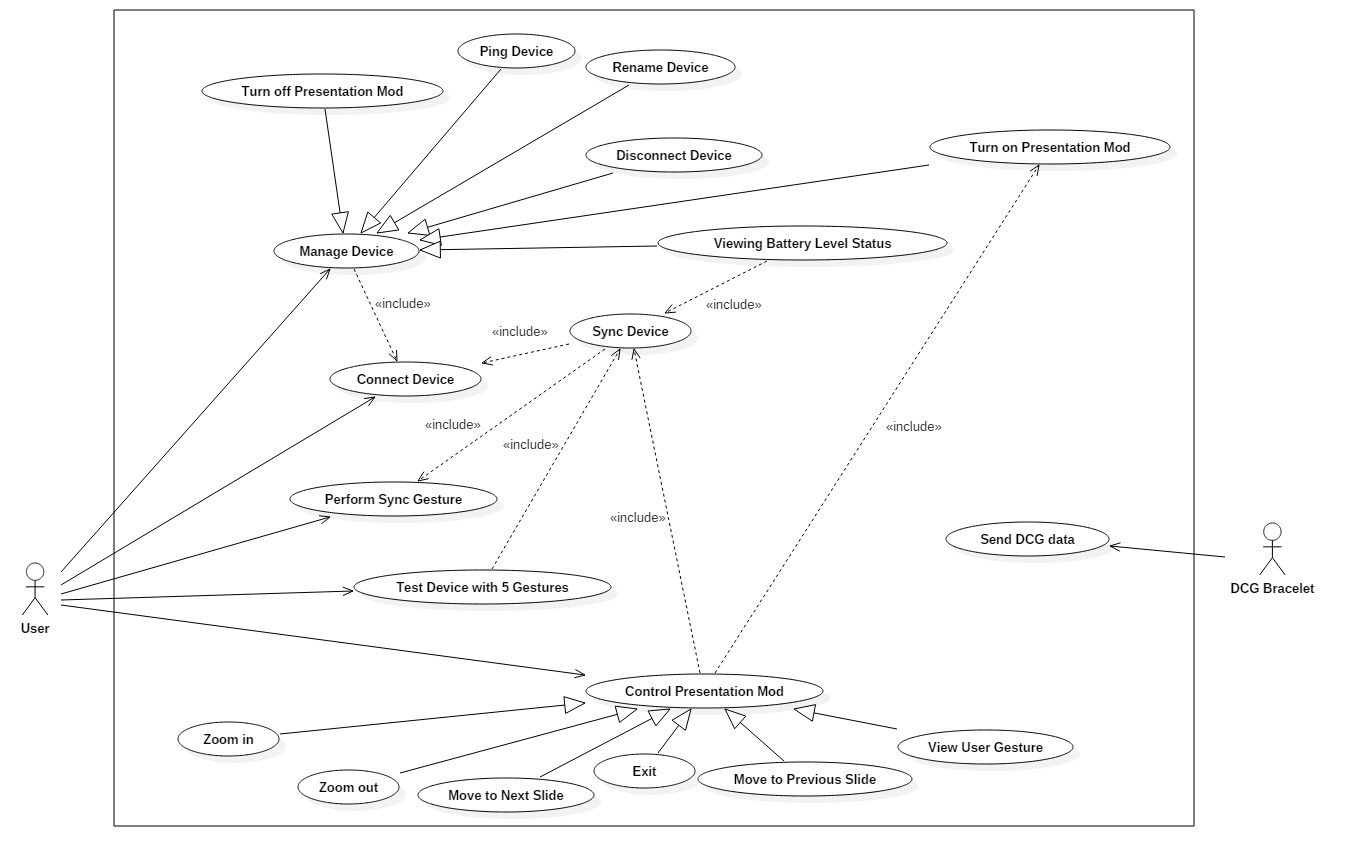 Ping Device
Rename Device
Turn off Presentation Mod
Turn on Presentation Mod
Disconnect Device
Viewing Battery Level Status
Manage Device
«include»
«include»
«include»
Sync Device
Connect Device
«include»
«include»
«include»
Perform Sync Gesture
«include»
Send DCG data
DCG Bracelet
Test Device with 5 Gestures
User
Control Presentation Mod
Zoom in
View User Gesture
Exit
Move to Previous Slide
Zoom out
Move to Next Slide